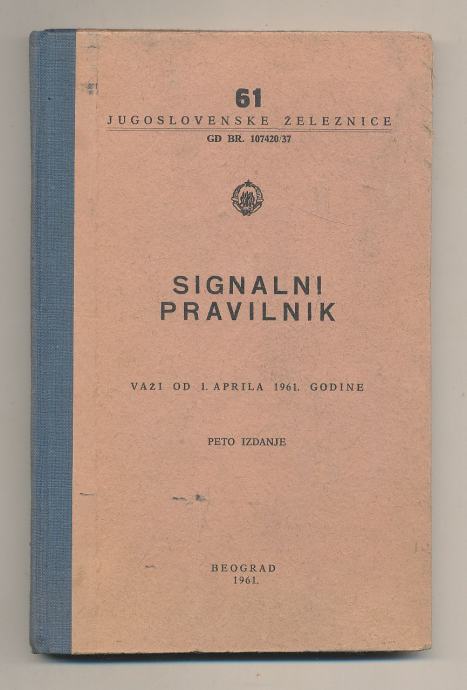 61
JUGOSLOVENSKE ŽELEZNICE
GD BR. 107420/37
SIGNALNI
PRAVILNIK
VAZI OD 1. APRILA 1961. GODINE
PETO IZDANJE
BEOGRAD
1961.